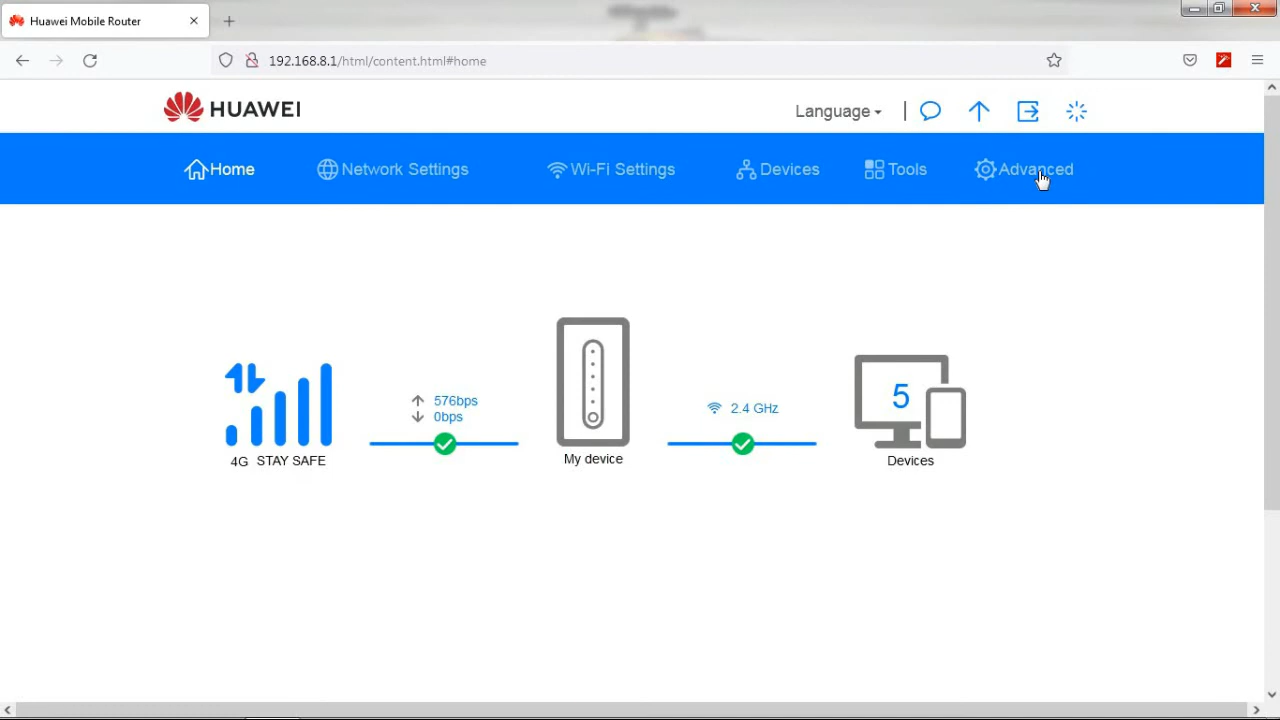 Huawei Mobile Router
192.168.8.1/html/content.html#home
HUAWEI
Language
Home Network Settings Wi-Fi Settings Devices Tools Advanced
576bps
0bps
4G STAY SAFE
My device
2.4 GHz
5
Devices